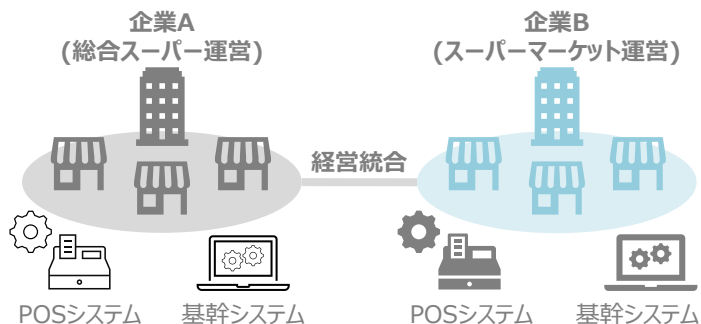 企業A
(総合スーパー運営)
企業B
(スーパーマーケット運営)
経営統合
POSシステム
基幹システム
POSシステム
基幹システム